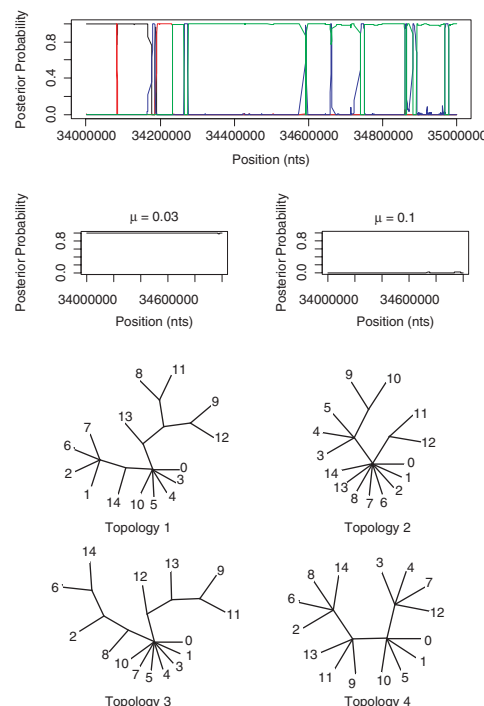 Posterior Probability
0.0 0.4 0.8
34000000 34200000 34400000 34600000 34800000 35000000
Position (nts)
μ = 0.03
Posterior Probability
0.0 0.8
34000000 34600000
Position (nts)
μ = 0.1
Posterior Probability
0.0 0.8
34000000 34600000
Position (nts)
8 11
9
13
7
6 12
2 0
3
1 4
14 10 5
Topology 1
9 10
5 11
4
3 12
14 0
13 1
8 2
7 6
Topology 2
14
13 9
12
6
11
2
0
8 1
10 3
7 5 4
Topology 3
3 4
8 14 7
6 12
2
0
13 1
11 9 10 5
Topology 4